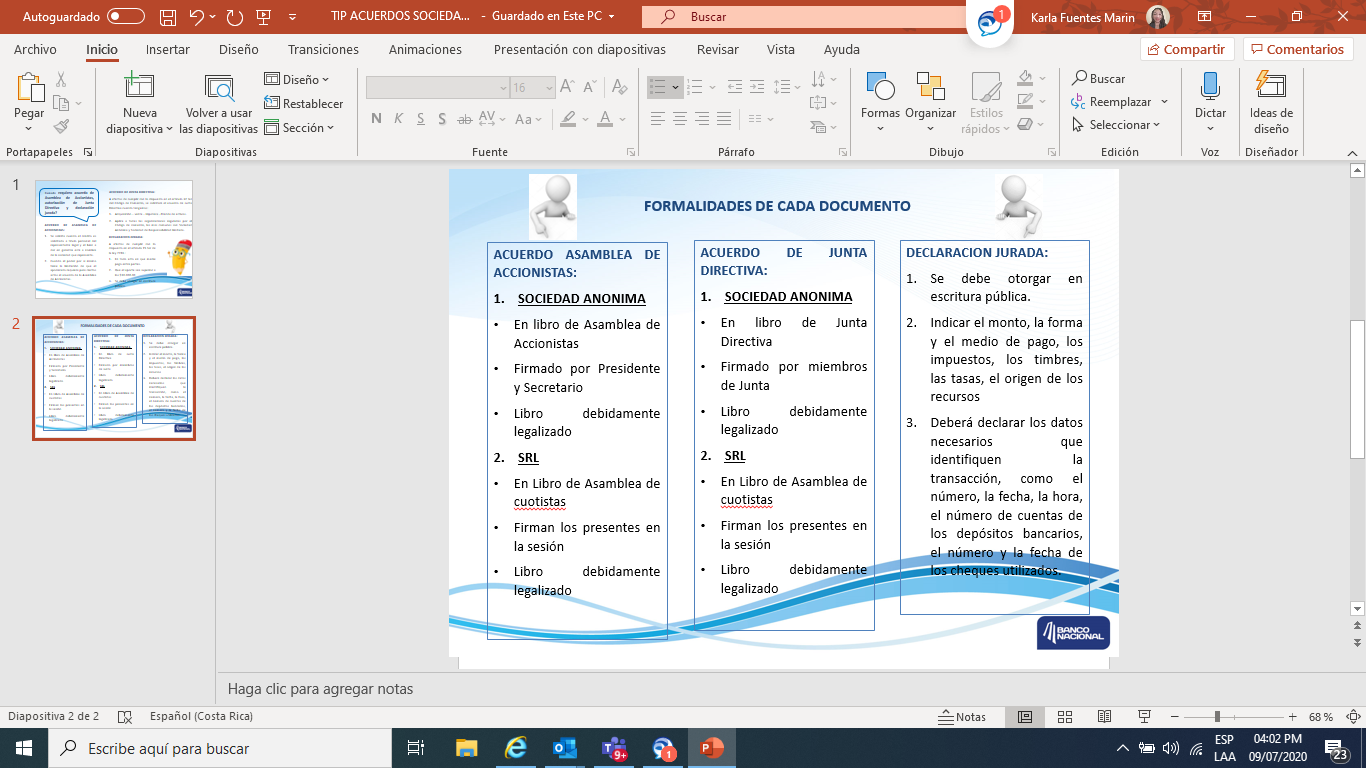 Autoguardado
TIP ACUERDOS SOCIEDA... - Guardado en Este PC
Buscar
1
Karla Fuentes Marin
Archivo
Inicio
Insertar
Diseño
Transiciones
Animaciones
Presentación con diapositivas
Revisar
Vista
Ayuda
Compartir
Comentarios
Pegar
Nueva
diapositiva
Volver a usar
las diapositivas
Diseño
Restablecer
Sección
16
N K S S ab AV Aa
A
Formas
Organizar
Estilos
rápidos
Buscar
Reemplazar
Seleccionar
Dictar
Ideas de
diseño
Portapapeles
Diapositivas
Fuente
Párrafo
Dibujo
Edición
Voz
Diseñador
1
2
FORMALIDADES DE CADA DOCUMENTO
ACUERDO ASAMBLEA DE
ACCIONISTAS:
1. SOCIEDAD ANONIMA
• En libro de Asamblea de
Accionistas
• Firmado por Presidente
y Secretario
• Libro debidamente
legalizado
2. SRL
• En Libro de Asamblea de
cuotistas
• Firman los presentes en
la sesión
• Libro debidamente
legalizado
ACUERDO DE JUNTA
DIRECTIVA:
1. SOCIEDAD ANONIMA
• En libro de Junta
Directiva
• Firmado por miembros
de Junta
• Libro debidamente
legalizado
2. SRL
• En Libro de Asamblea de
cuotistas
• Firman los presentes en
la sesión
• Libro debidamente
legalizado
DECLARACION JURADA:
1. Se debe otorgar en
escritura pública.
2. Indicar el monto, la forma
y el medio de pago, los
impuestos, los timbres,
las tasas, el origen de los
recursos
3. Deberá declarar los datos
necesarios que
identifiquen la
transacción, como el
número, la fecha, la hora,
el número de cuentas de
los depósitos bancarios,
el número y la fecha de
los cheques utilizados.
BANCO
NACIONAL
Haga clic para agregar notas
Diapositiva 2 de 2
Español (Costa Rica)
Notas
68 %
Escribe aquí para buscar
9+
1
ESP
LAA
04:02 PM
09/07/2020
23